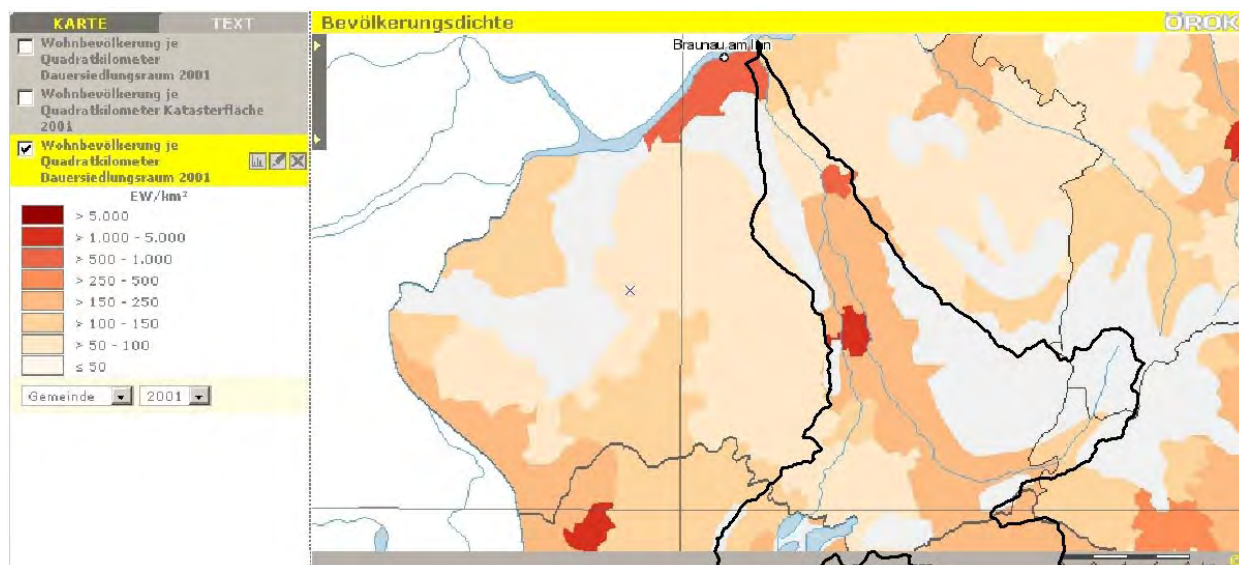 KARTE TEXT
Wohnbevölkerung je
Quadratkilometer
Dauersiedlungsraum 2001
Wohnbevölkerung je
Quadratkilometer Katasterfläche
2001
Wohnbevölkerung je
Quadratkilometer
Dauersiedlungsraum 2001
EW/km²
> 5.000
> 1.000 - 5.000
> 500 - 1.000
> 250 - 500
> 150 - 250
> 100 - 150
> 50 - 100
≤ 50
Gemeinde 2001
Bevölkerungsdichte ÖROK
Braunau am Inn